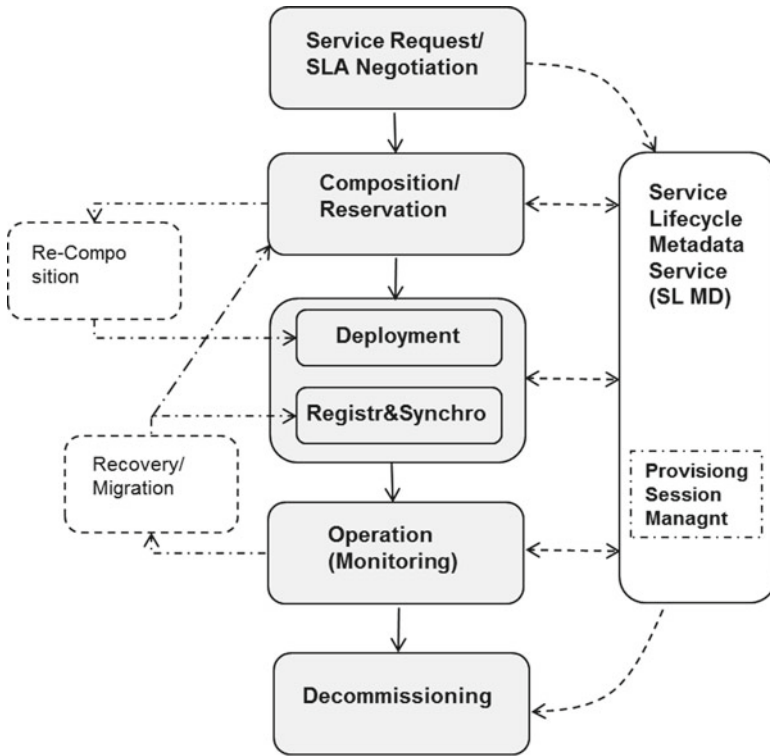 Service Request/
SLA Negotiation
Composition/
Reservation
Re-Compo
sition
Service
Lifecycle
Metadata
Service
(SL MD)
Deployment
Registr&Synchro
Recovery/
Migration
Provisiong
Session
Managnt
Operation
(Monitoring)
Decommissioning